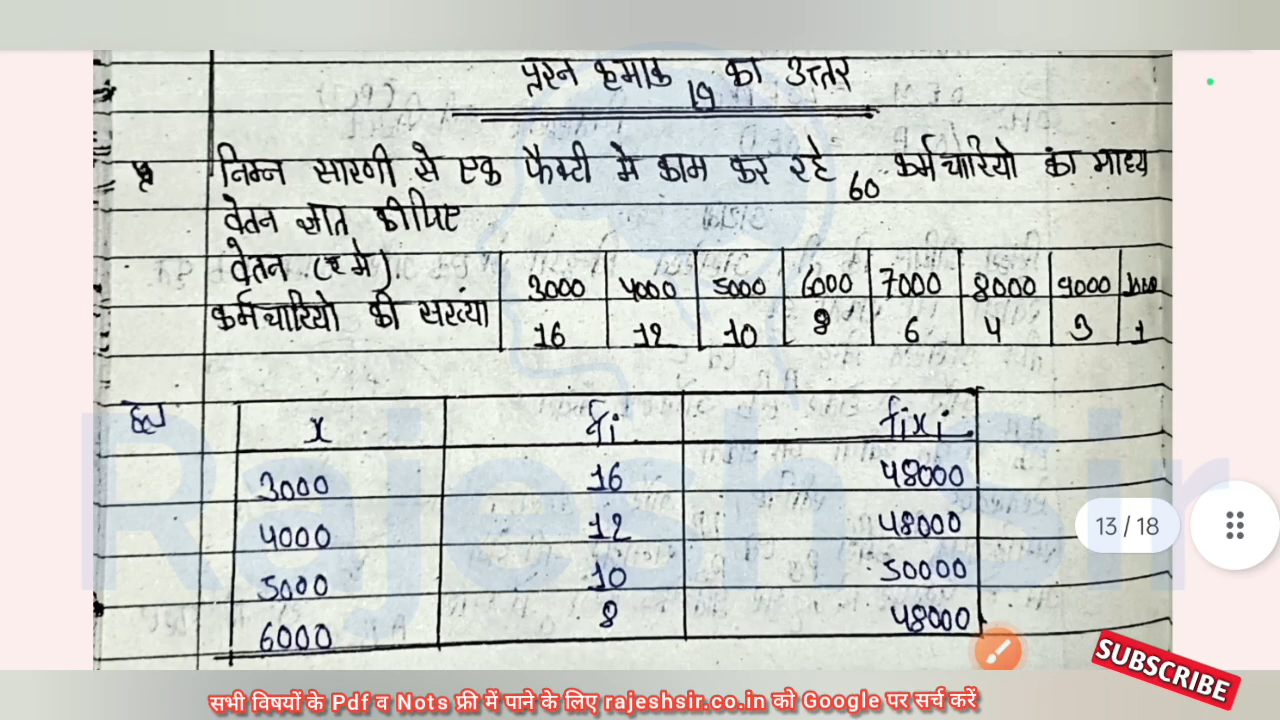 प्रश्न क्रमांक 19 का उत्तर
निम्न सारणी से एक फैक्ट्री मे काम कर रहे 60 कर्मचारियो का माध्य
वेतन ज्ञात कीजिए
वेतन (₹ मे) 3000 4000 5000 6000 7000 8000 9000
कर्मचारियो की संख्या 16 12 10 8 6 4 3 1
हल
x fi fixi
3000 16 48000
4000 12 48000
5000 10 50000
6000 8 48000
13 / 18
Rajesh Sir
SUBSCRIBE
सभी विषयों के Pdf व Nots फ्री में पाने के लिए rajeshsir.co.in को Google पर सर्च करें